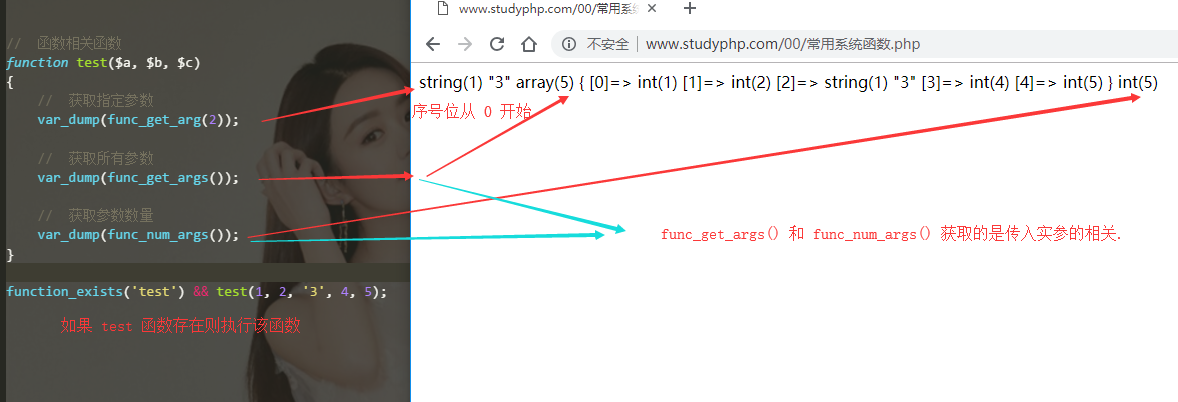 //  函数相关函数
function test($a, $b, $c)
{
//  获取指定参数
var_dump(func_get_arg(2));
//  获取所有参数
var_dump(func_get_args());
//  获取参数数量
var_dump(func_num_args());
}
function_exists('test') && test(1, 2, '3', 4, 5);
如果 test 函数存在则执行该函数
www.studyphp.com/00/常用系统
不安全 | www.studyphp.com/00/常用系统函数.php
string(1) "3" array(5) { [0]=> int(1) [1]=> int(2) [2]=> string(1) "3" [3]=> int(4) [4]=> int(5) } int(5)
序号位从 0 开始
func_get_args() 和 func_num_args() 获取的是传入实参的相关.